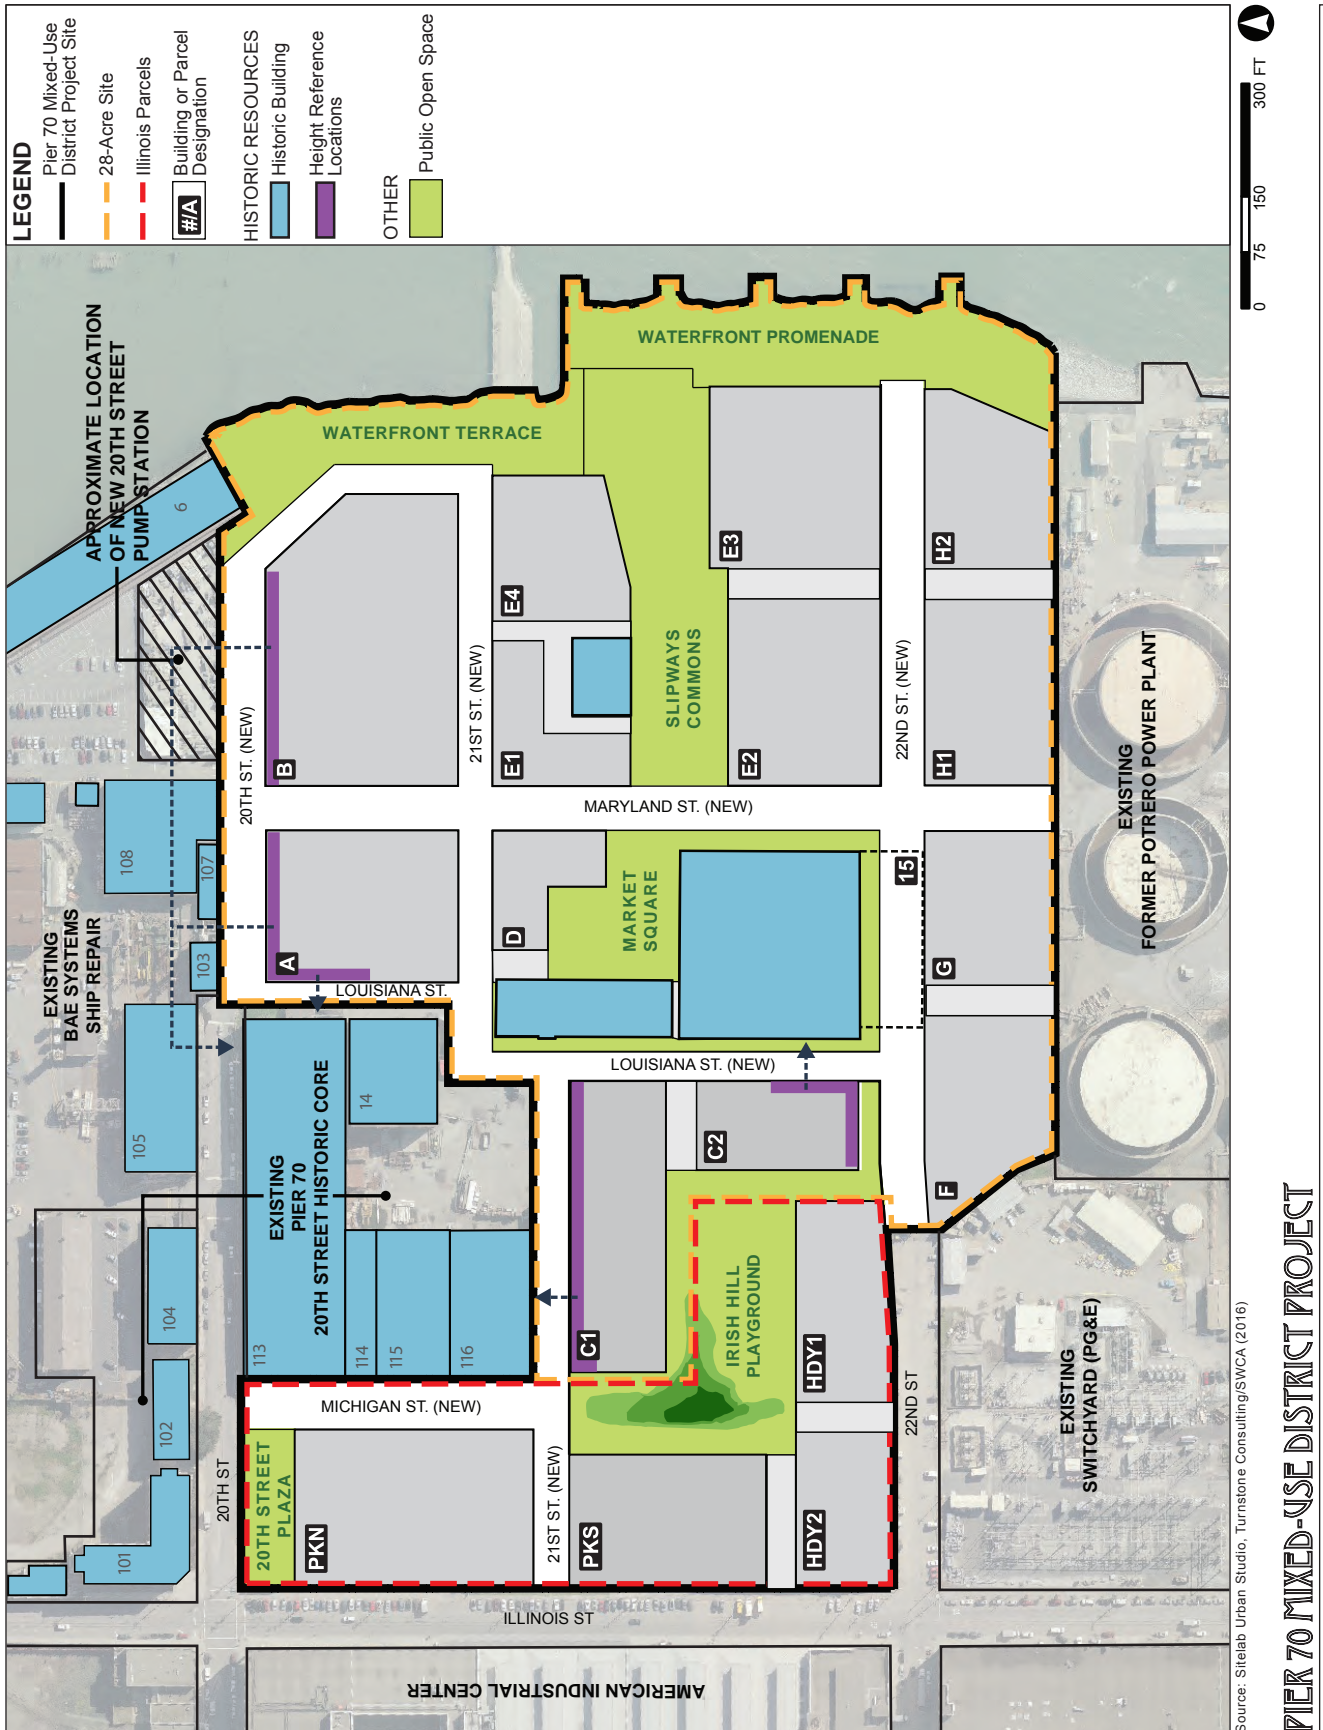 LEGEND
Pier 70 Mixed-Use
District Project Site
28-Acre Site
Illinois Parcels
#/A
Building or Parcel
Designation
HISTORIC RESOURCES
Historic Building
Height Reference
Locations
OTHER
Public Open Space
0
75
150
300 FT
APPROXIMATE LOCATION
OF NEW 20TH STREET
PUMP STATION
6
WATERFRONT TERRACE
WATERFRONT PROMENADE
EXISTING
BAE SYSTEMS
SHIP REPAIR
108
107
103
105
104
102
101
20TH ST. (NEW)
20TH ST
B
A
21ST ST. (NEW)
E4
E1
E3
E2
SLIPWAYS
COMMONS
22ND ST. (NEW)
H2
H1
MARYLAND ST. (NEW)
D
MARKET
SQUARE
15
G
F
LOUISIANA ST.
LOUISIANA ST. (NEW)
EXISTING
PIER 70
20TH STREET HISTORIC CORE
14
113
114
115
116
C1
C2
IRISH HILL
PLAYGROUND
HDY1
HDY2
22ND ST
MICHIGAN ST. (NEW)
20TH STREET
PLAZA
PKN
21ST ST. (NEW)
PKS
ILLINOIS ST
AMERICAN INDUSTRIAL CENTER
EXISTING
FORMER POTRERO POWER PLANT
EXISTING
SWITCHYARD (PG&E)
Source: Sitelab Urban Studio, Turnstone Consulting/SWCA (2016)
PIER 70 MIXED-USE DISTRICT PROJECT